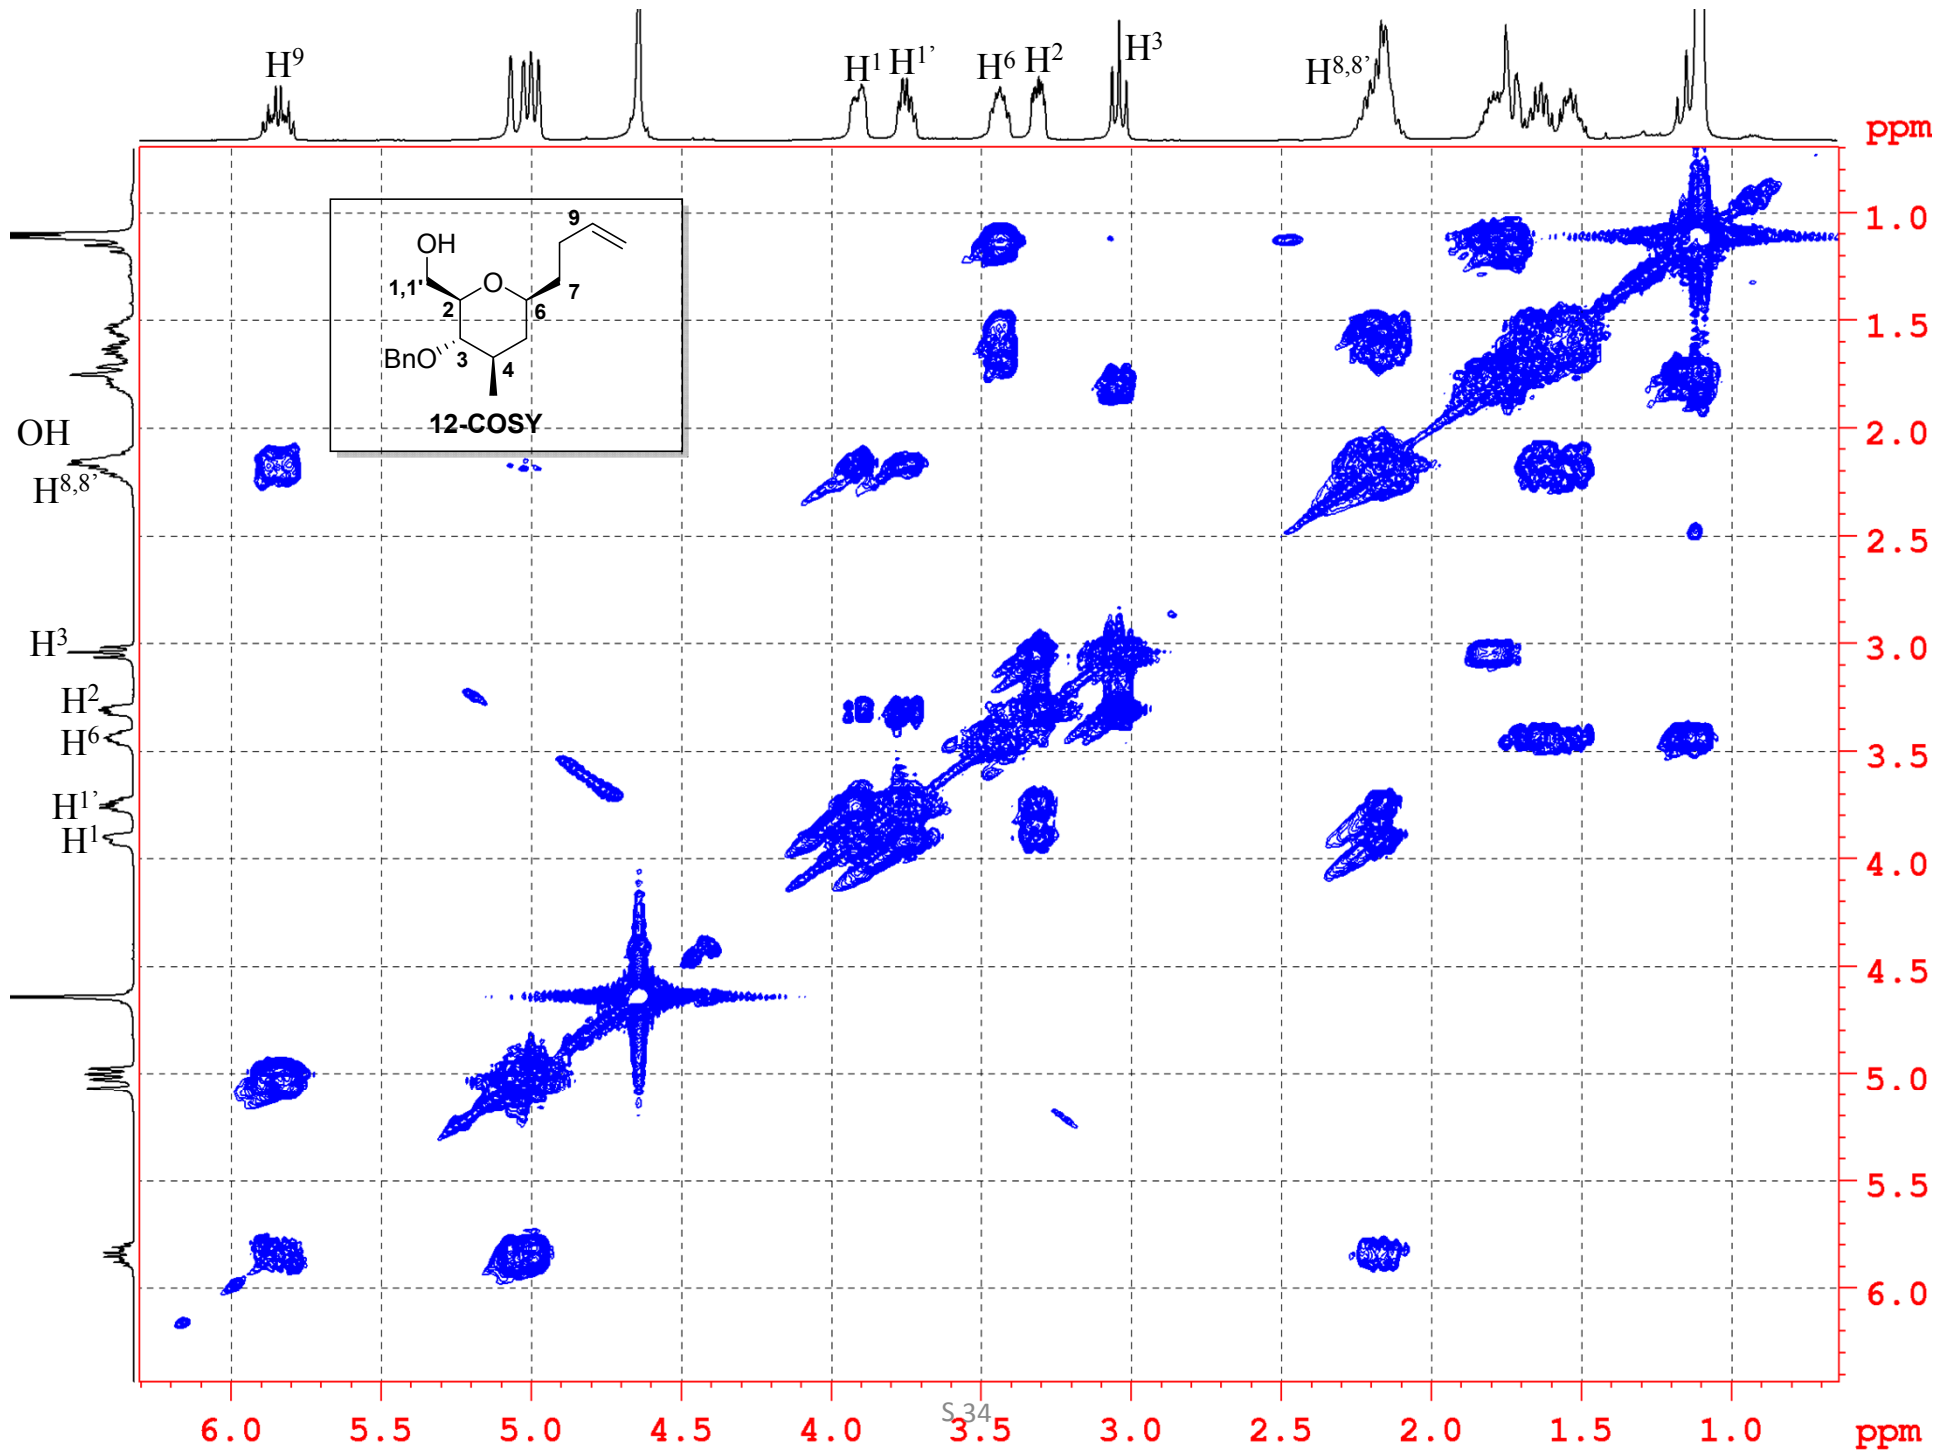 H⁹
H¹ H¹’ H⁶ H² H³
H⁸,⁸’
ppm
9
OH
1,1' O
7
2 6
BnO 3
4
12-COSY
OH
H⁸,⁸’
H³
H²
H⁶
H¹’
H¹
1.0
1.5
2.0
2.5
3.0
3.5
4.0
4.5
5.0
5.5
6.0
S 34
6.0 5.5 5.0 4.5 4.0 3.5 3.0 2.5 2.0 1.5 1.0 ppm